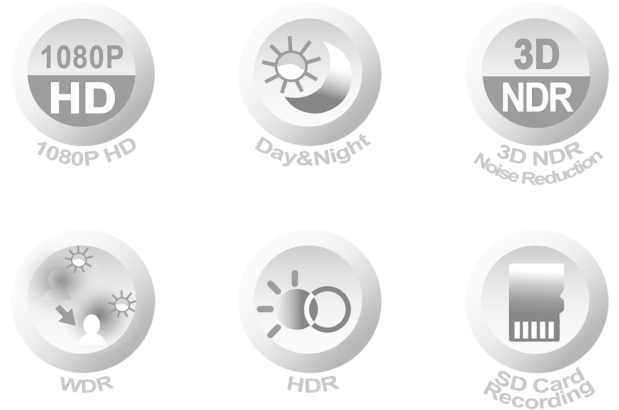 1080P
HD
1080P HD
Day&Night
3D
NDR
3D NDR
Noise Reduction
WDR
HDR
SD Card
Recording